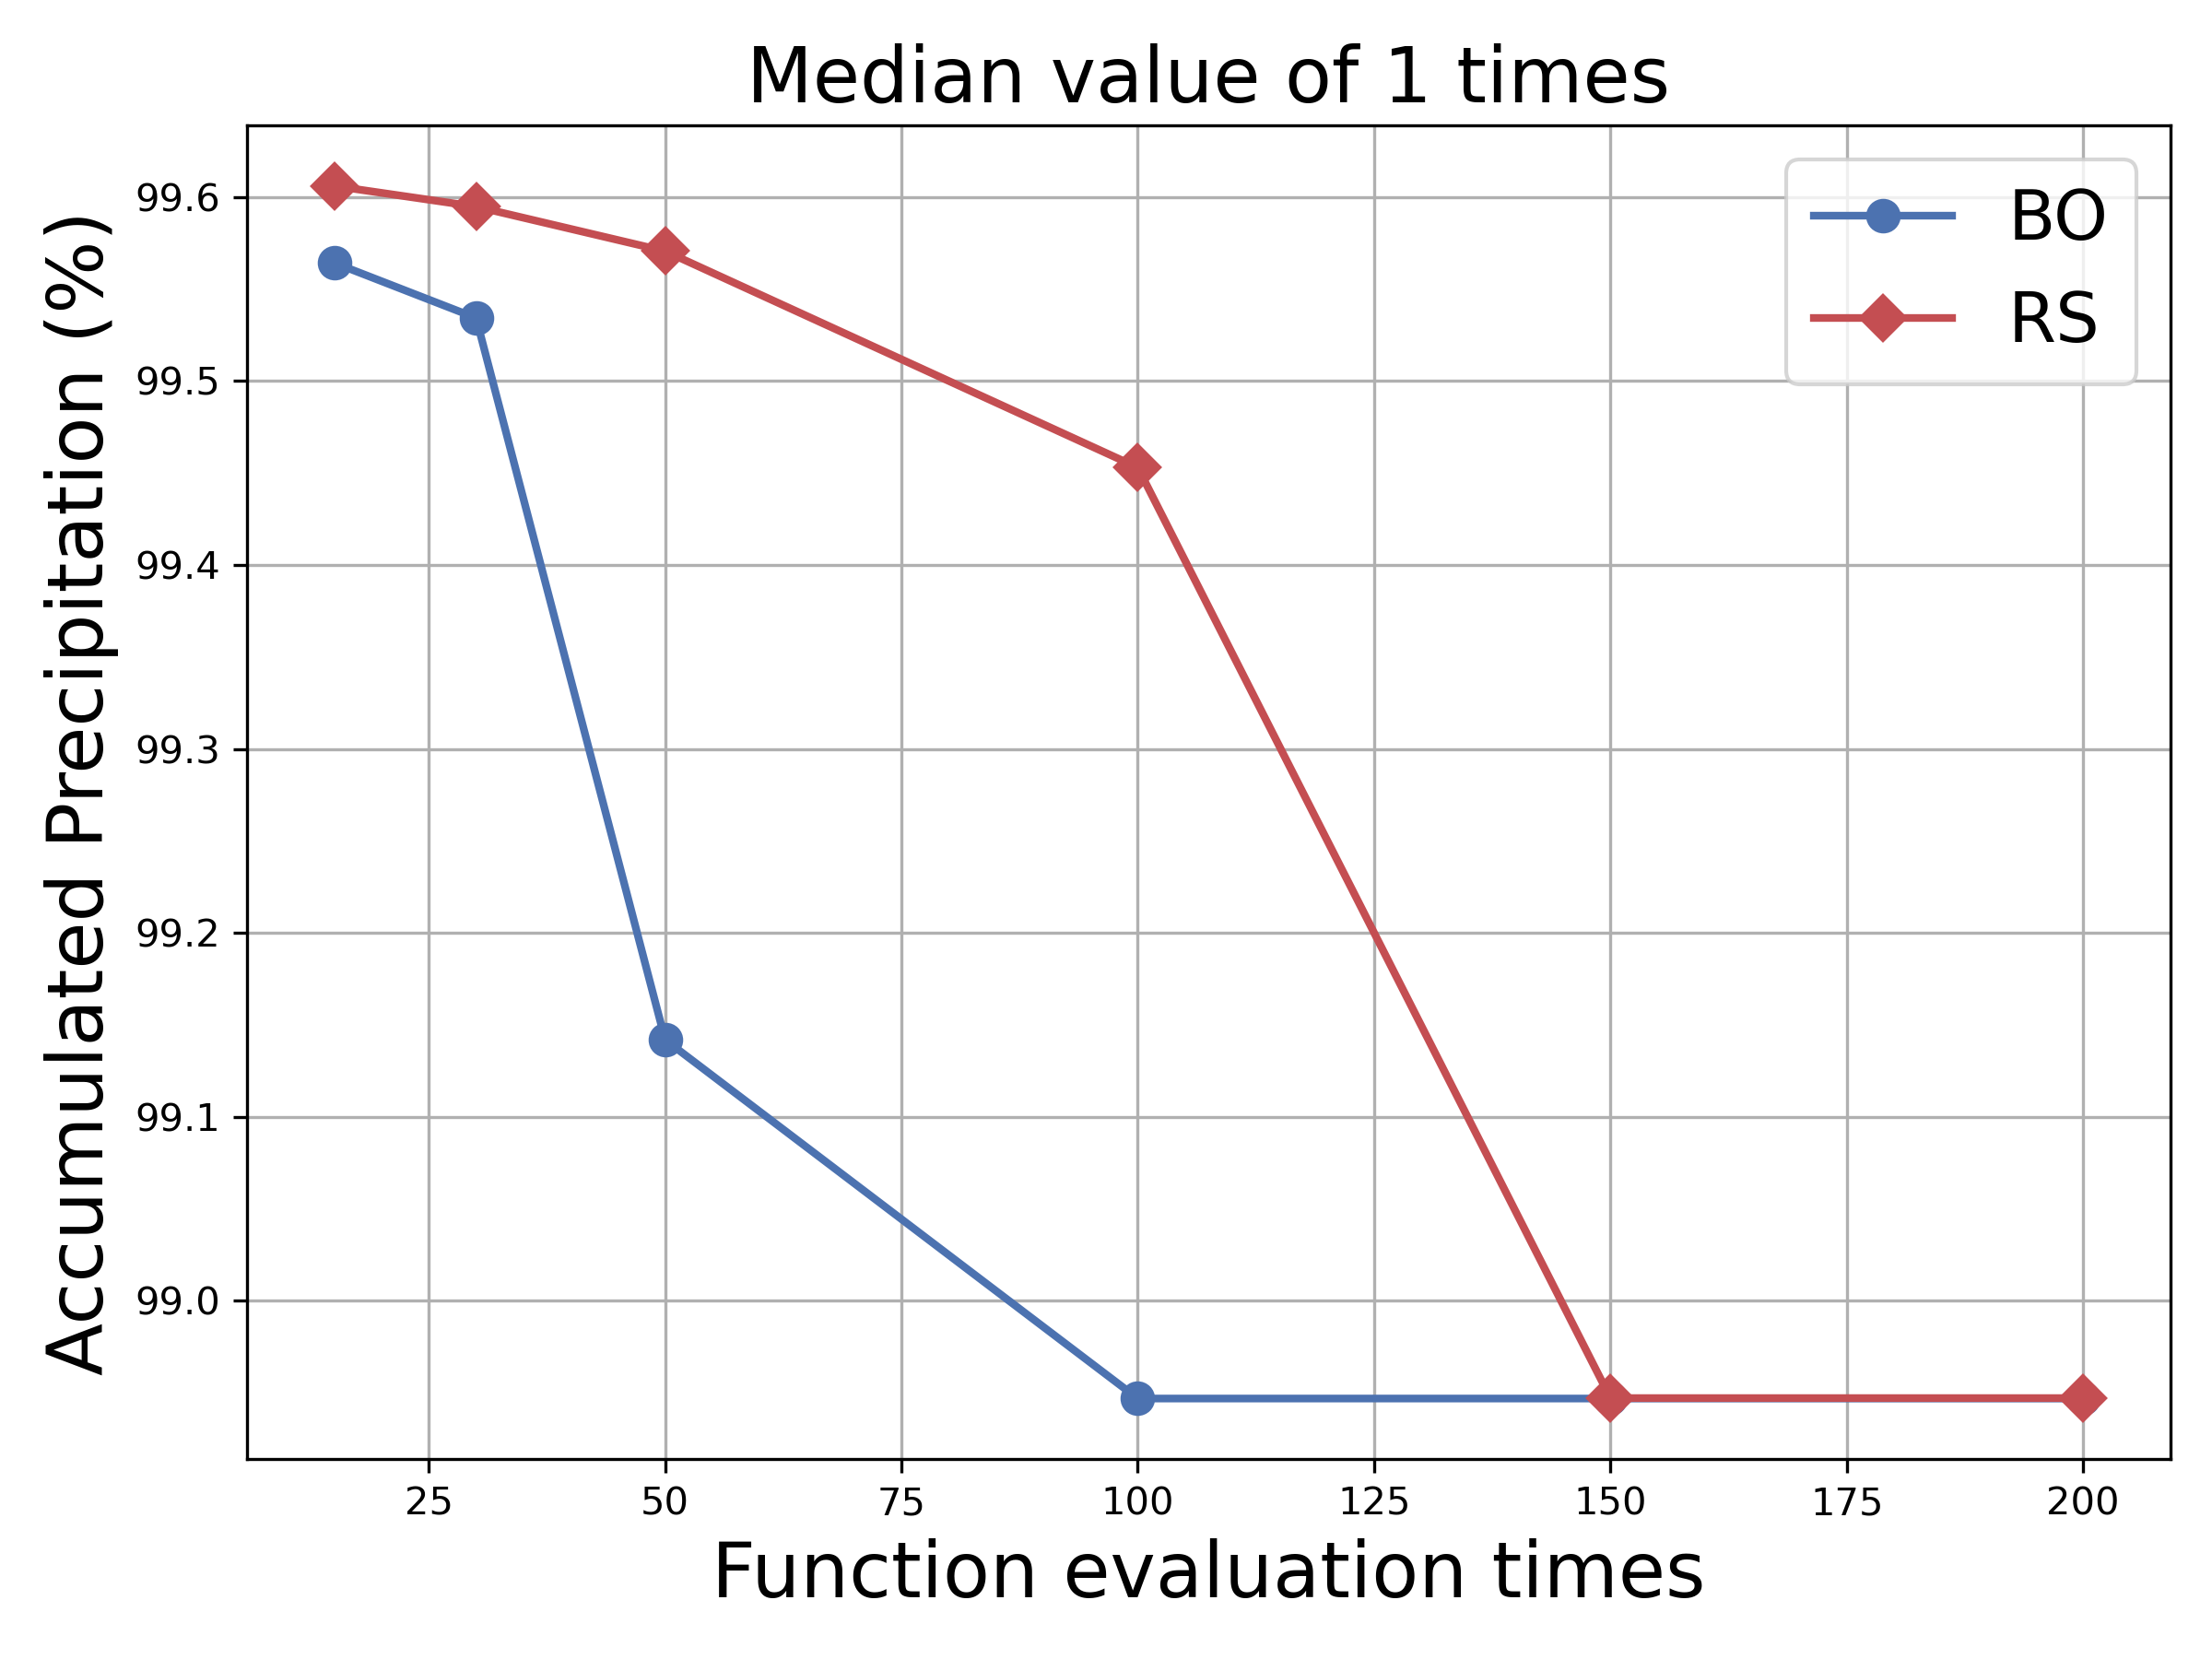 Median value of 1 times
BO
RS
Accumulated Precipitation (%)
99.6
99.5
99.4
99.3
99.2
99.1
99.0
25 50 75 100 125 150 175 200
Function evaluation times